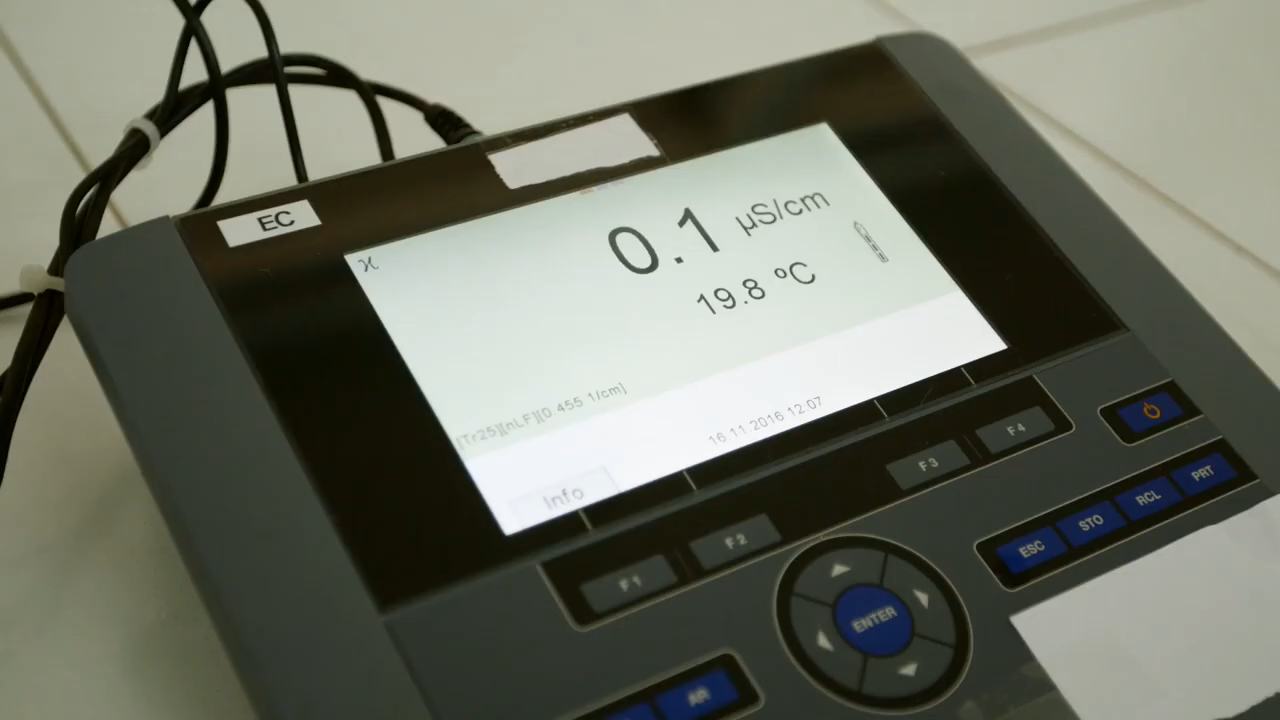 EC
ϰ
0.1 µS/cm
19.8 ºC
[Tr25][nLF][0.455 1/cm]
16.11.2016 12:07
Info
F1
F2
F3
F4
ESC
STO
RCL
PRT
ENTER
AR